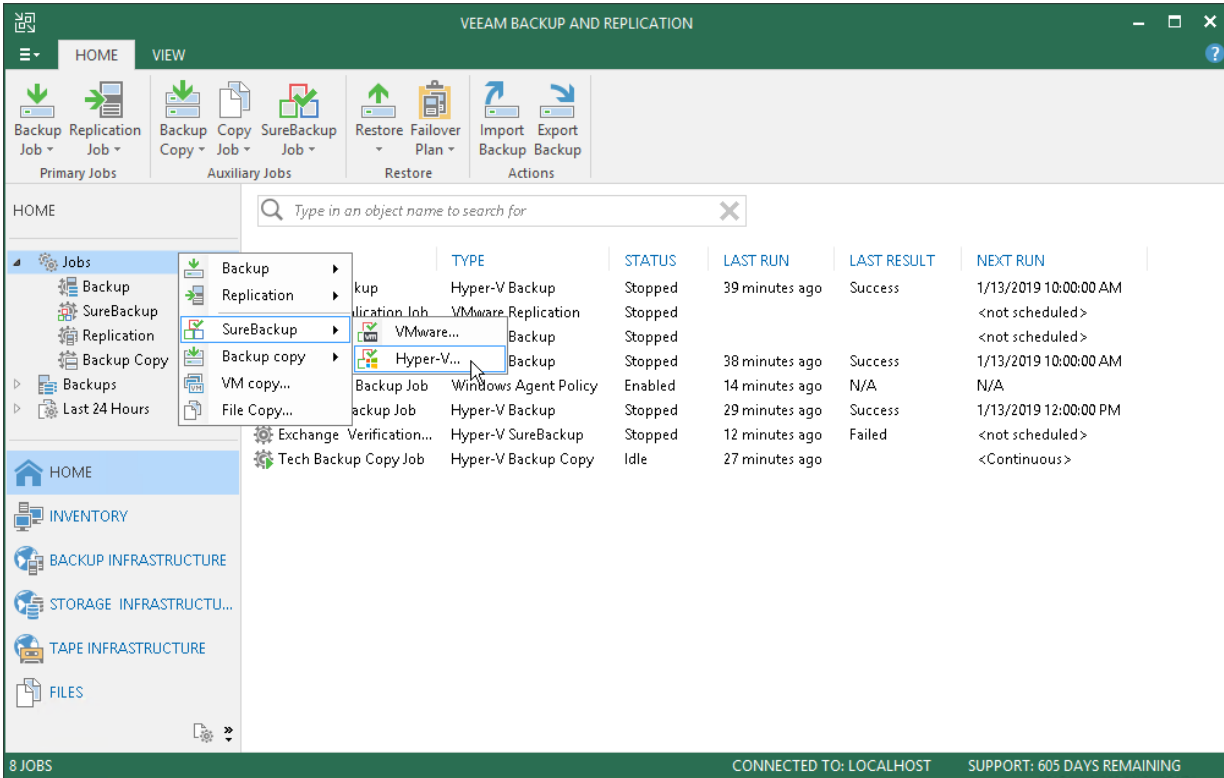 VEEAM BACKUP AND REPLICATION
HOME VIEW
Backup Job Replication Job Backup Copy Copy Job SureBackup Job Restore Failover Plan Import Backup Export Backup
Primary Jobs Auxiliary Jobs Restore Actions
HOME
Type in an object name to search for
Jobs
Backup
SureBackup
Replication
Backup Copy
Backups
Last 24 Hours
Backup
Replication
SureBackup
Backup copy
VM copy...
File Copy...
VMware...
Hyper-V...
TYPE STATUS LAST RUN LAST RESULT NEXT RUN
kup Hyper-V Backup Stopped 39 minutes ago Success 1/13/2019 10:00:00 AM
lication Job VMware Replication Stopped <not scheduled>
Backup Stopped <not scheduled>
Backup Stopped 38 minutes ago Success 1/13/2019 10:00:00 AM
Backup Job Windows Agent Policy Enabled 14 minutes ago N/A N/A
ackup Job Hyper-V Backup Stopped 29 minutes ago Success 1/13/2019 12:00:00 PM
Exchange Verification... Hyper-V SureBackup Stopped 12 minutes ago Failed <not scheduled>
Tech Backup Copy Job Hyper-V Backup Copy Idle 27 minutes ago <Continuous>
HOME
INVENTORY
BACKUP INFRASTRUCTURE
STORAGE INFRASTRUCTU...
TAPE INFRASTRUCTURE
FILES
8 JOBS CONNECTED TO: LOCALHOST SUPPORT: 605 DAYS REMAINING